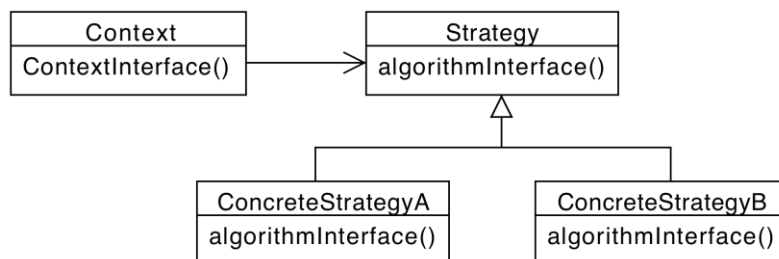 Context
ContextInterface()
Strategy
algorithmInterface()
ConcreteStrategyA
algorithmInterface()
ConcreteStrategyB
algorithmInterface()